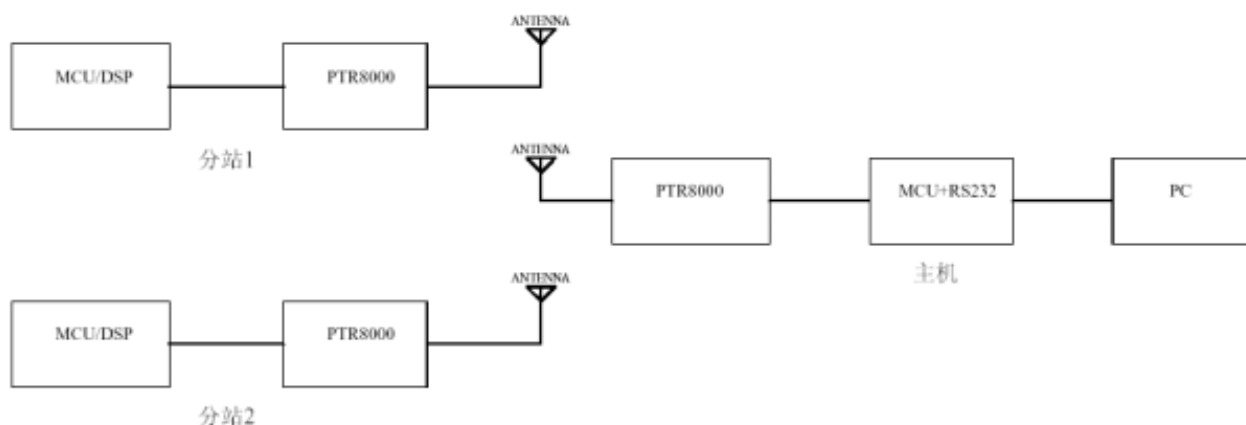 ANTENNA
MCU/DSP
PTR8000
分站1
ANTENNA
PTR8000
MCU+RS232
PC
主机
ANTENNA
MCU/DSP
PTR8000
分站2